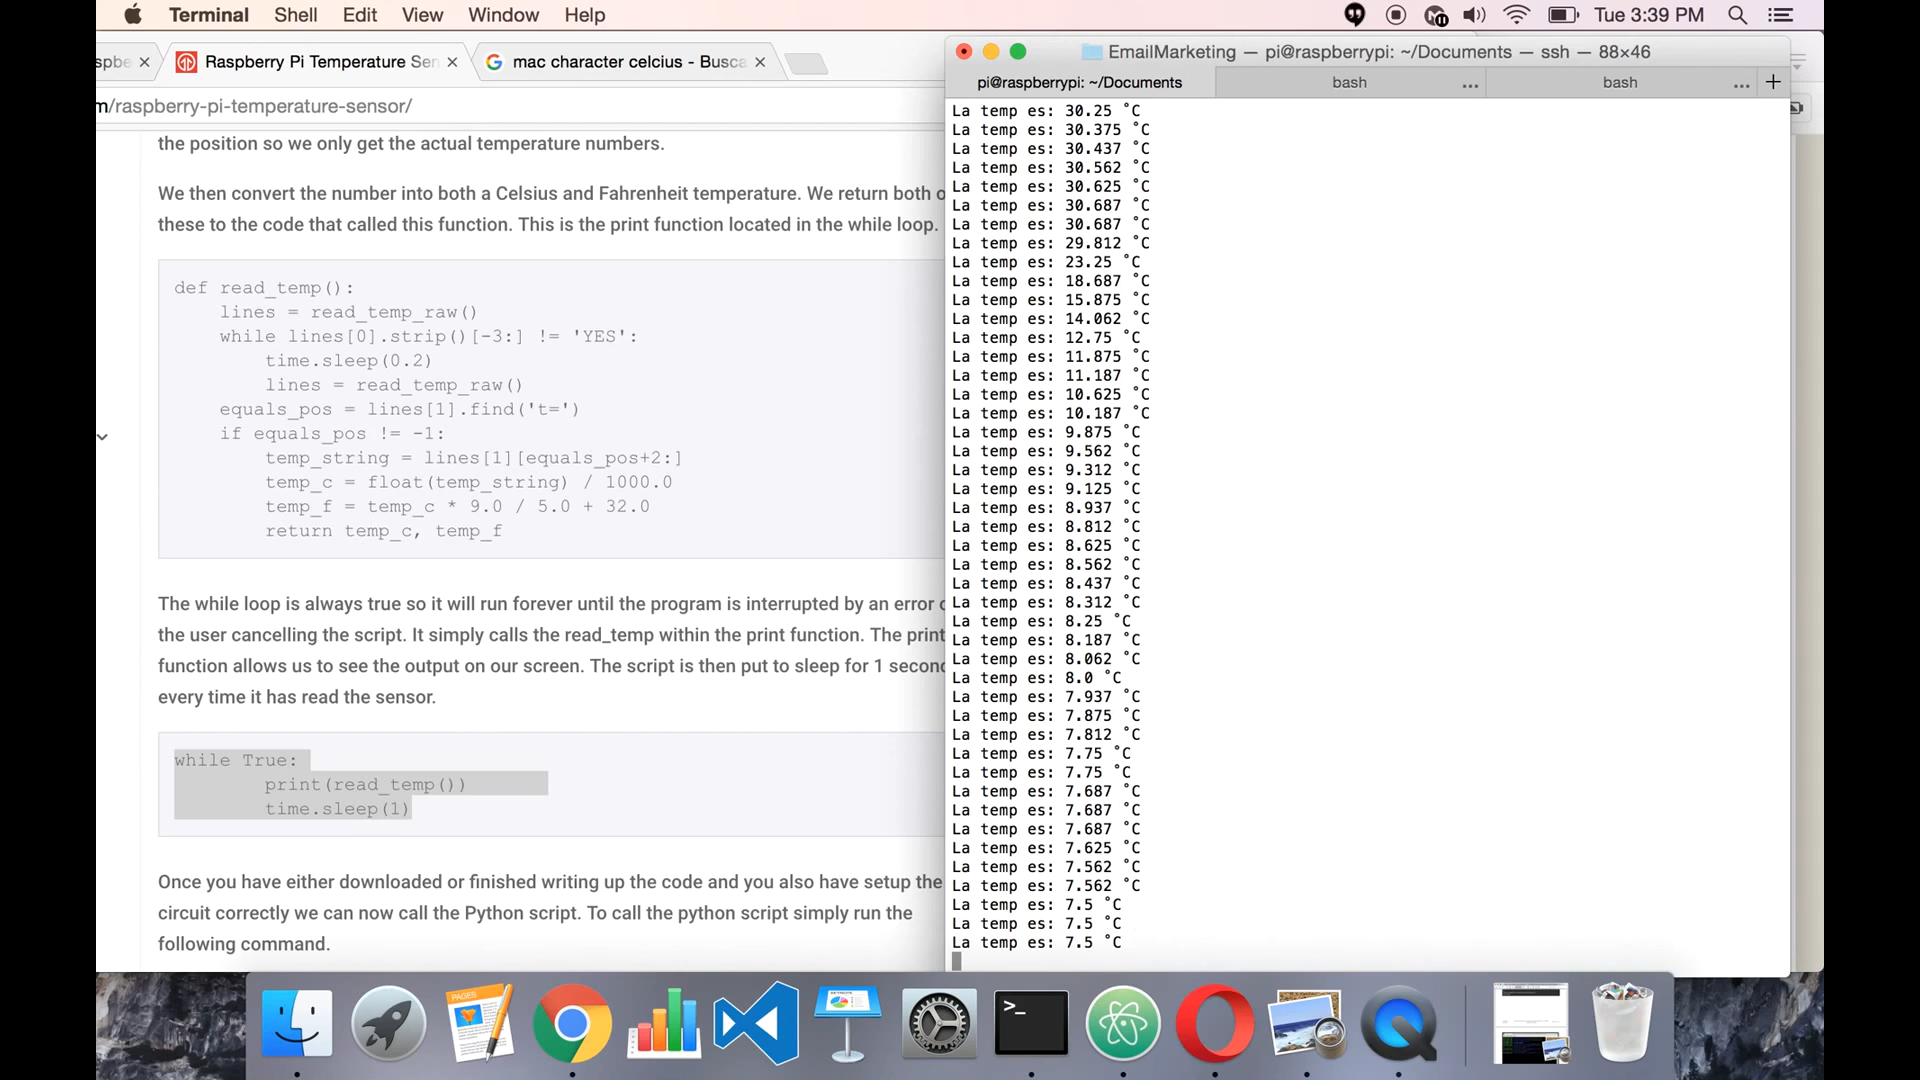 Terminal Shell Edit View Window Help
Tue 3:39 PM
spbe
Raspberry Pi Temperature Sen
mac character celcius - Busca
m/raspberry-pi-temperature-sensor/
the position so we only get the actual temperature numbers.
We then convert the number into both a Celsius and Fahrenheit temperature. We return both o
these to the code that called this function. This is the print function located in the while loop.
def read_temp():
lines = read_temp_raw()
while lines[0].strip()[-3:] != 'YES':
time.sleep(0.2)
lines = read_temp_raw()
equals_pos = lines[1].find('t=')
if equals_pos != -1:
temp_string = lines[1][equals_pos+2:]
temp_c = float(temp_string) / 1000.0
temp_f = temp_c * 9.0 / 5.0 + 32.0
return temp_c, temp_f
The while loop is always true so it will run forever until the program is interrupted by an error o
the user cancelling the script. It simply calls the read_temp within the print function. The print
function allows us to see the output on our screen. The script is then put to sleep for 1 second
every time it has read the sensor.
while True:
print(read_temp())
time.sleep(1)
Once you have either downloaded or finished writing up the code and you also have setup the
circuit correctly we can now call the Python script. To call the python script simply run the
following command.
EmailMarketing — pi@raspberrypi: ~/Documents — ssh — 88×46
pi@raspberrypi: ~/Documents
bash ...
bash ...
La temp es: 30.25 °C
La temp es: 30.375 °C
La temp es: 30.437 °C
La temp es: 30.562 °C
La temp es: 30.625 °C
La temp es: 30.687 °C
La temp es: 30.687 °C
La temp es: 29.812 °C
La temp es: 23.25 °C
La temp es: 18.687 °C
La temp es: 15.875 °C
La temp es: 14.062 °C
La temp es: 12.75 °C
La temp es: 11.875 °C
La temp es: 11.187 °C
La temp es: 10.625 °C
La temp es: 10.187 °C
La temp es: 9.875 °C
La temp es: 9.562 °C
La temp es: 9.312 °C
La temp es: 9.125 °C
La temp es: 8.937 °C
La temp es: 8.812 °C
La temp es: 8.625 °C
La temp es: 8.562 °C
La temp es: 8.437 °C
La temp es: 8.312 °C
La temp es: 8.25 °C
La temp es: 8.187 °C
La temp es: 8.062 °C
La temp es: 8.0 °C
La temp es: 7.937 °C
La temp es: 7.875 °C
La temp es: 7.812 °C
La temp es: 7.75 °C
La temp es: 7.75 °C
La temp es: 7.687 °C
La temp es: 7.687 °C
La temp es: 7.687 °C
La temp es: 7.625 °C
La temp es: 7.562 °C
La temp es: 7.562 °C
La temp es: 7.5 °C
La temp es: 7.5 °C
La temp es: 7.5 °C
PAGES